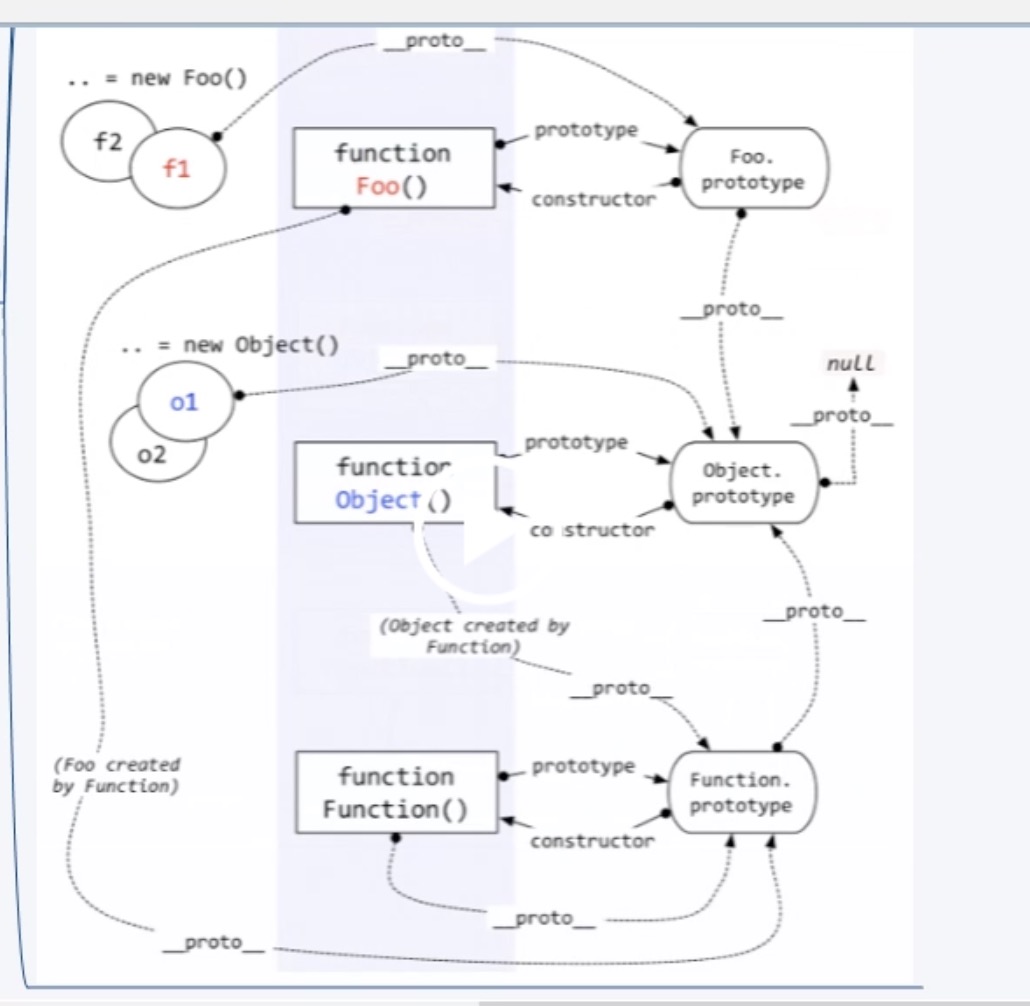 __proto__
.. = new Foo()
f2
f1
function
Foo()
prototype
constructor
Foo.
prototype
__proto__
.. = new Object()
__proto__
null
__proto__
o1
o2
function
Object()
prototype
constructor
Object.
prototype
__proto__
(Object created by
Function)
__proto__
(Foo created
by Function)
function
Function()
prototype
constructor
Function.
prototype
__proto__
__proto__